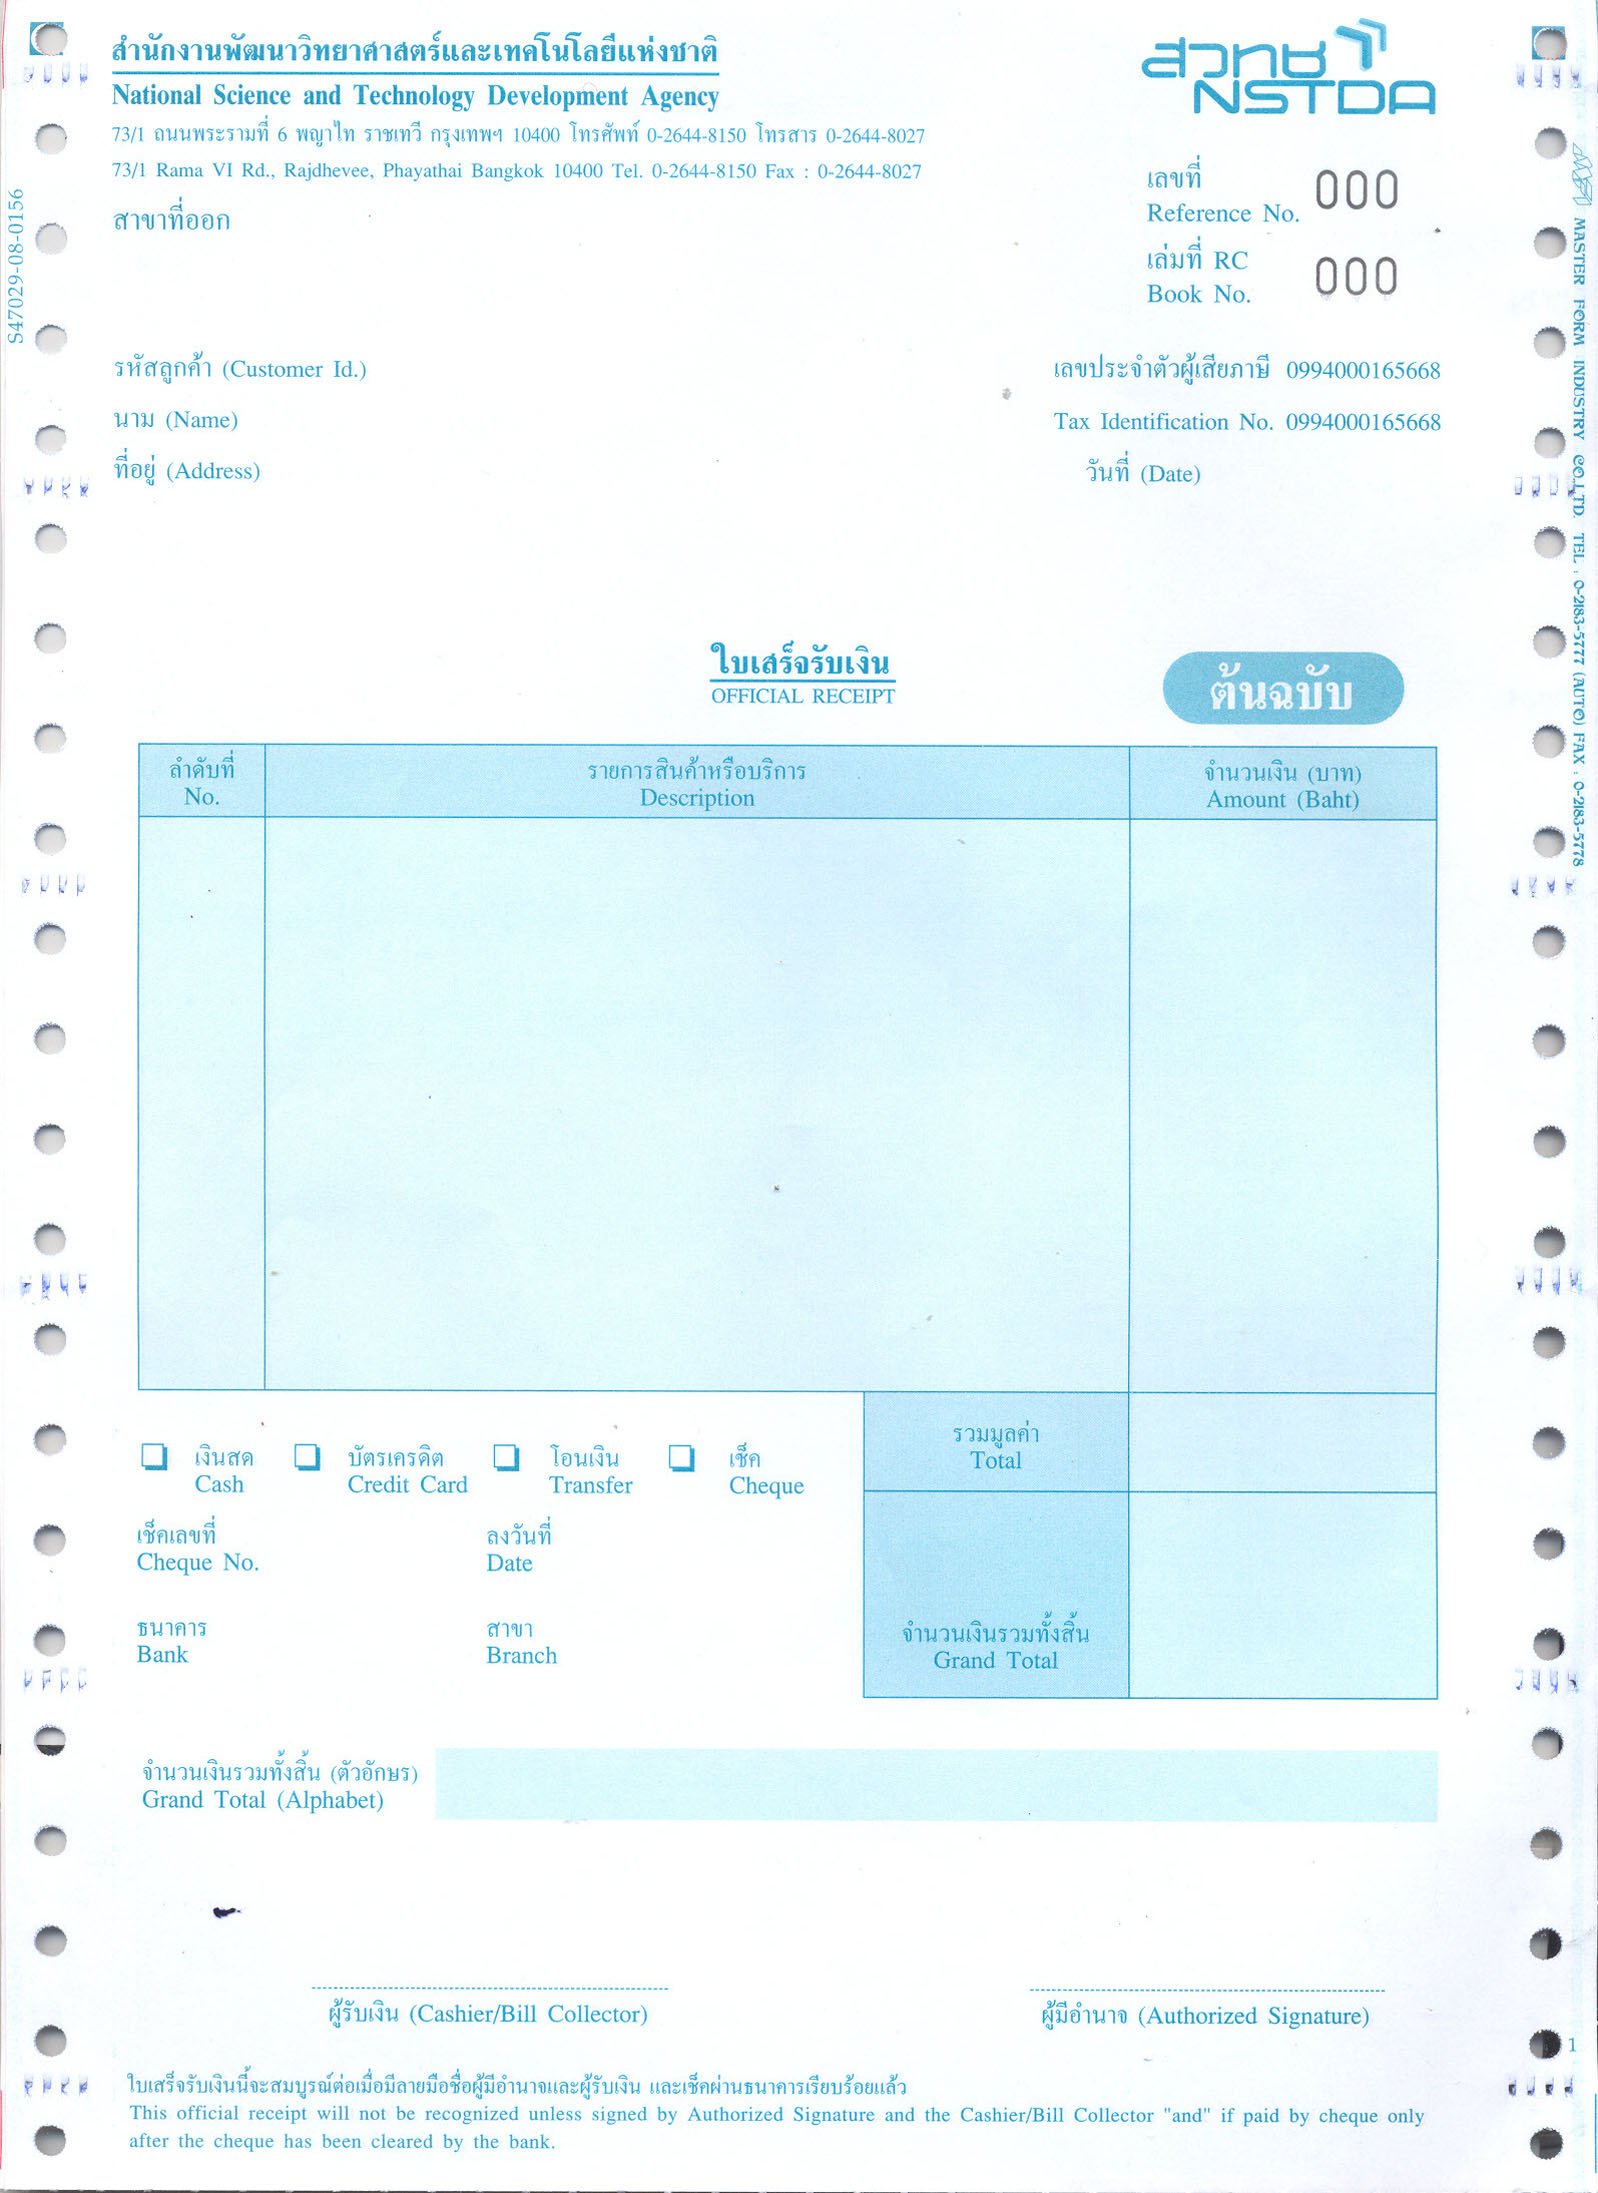 สำนักงานพัฒนาวิทยาศาสตร์และเทคโนโลยีแห่งชาติ
National Science and Technology Development Agency
73/1 ถนนพระรามที่ 6 พญาไท ราชเทวี กรุงเทพฯ 10400 โทรศัพท์ 0-2644-8150 โทรสาร 0-2644-8027
73/1 Rama VI Rd., Rajdhevee, Phayathai Bangkok 10400 Tel. 0-2644-8150 Fax : 0-2644-8027
สาขาที่ออก
สวทช
NSTDA
เลขที่
Reference No. 000
เล่มที่ RC
Book No. 000
S47029-08-0156
MASTER FORM INDUSTRY CO.,LTD. TEL : 0-2183-5777 (AUTO) FAX : 0-2183-5778
รหัสลูกค้า (Customer Id.)
นาม (Name)
ที่อยู่ (Address)
เลขประจำตัวผู้เสียภาษี 0994000165668
Tax Identification No. 0994000165668
วันที่ (Date)
ใบเสร็จรับเงิน
OFFICIAL RECEIPT
ต้นฉบับ
ลำดับที่
No.
รายการสินค้าหรือบริการ
Description
จำนวนเงิน (บาท)
Amount (Baht)
รวมมูลค่า
Total
เงินสด
Cash
บัตรเครดิต
Credit Card
โอนเงิน
Transfer
เช็ค
Cheque
เช็คเลขที่
Cheque No.
ลงวันที่
Date
ธนาคาร
Bank
สาขา
Branch
จำนวนเงินรวมทั้งสิ้น
Grand Total
จำนวนเงินรวมทั้งสิ้น (ตัวอักษร)
Grand Total (Alphabet)
ผู้รับเงิน (Cashier/Bill Collector)
ผู้มีอำนาจ (Authorized Signature)
1
ใบเสร็จรับเงินนี้จะสมบูรณ์ต่อเมื่อมีลายมือชื่อผู้มีอำนาจและผู้รับเงิน และเช็คผ่านธนาคารเรียบร้อยแล้ว
This official receipt will not be recognized unless signed by Authorized Signature and the Cashier/Bill Collector "and" if paid by cheque only
after the cheque has been cleared by the bank.